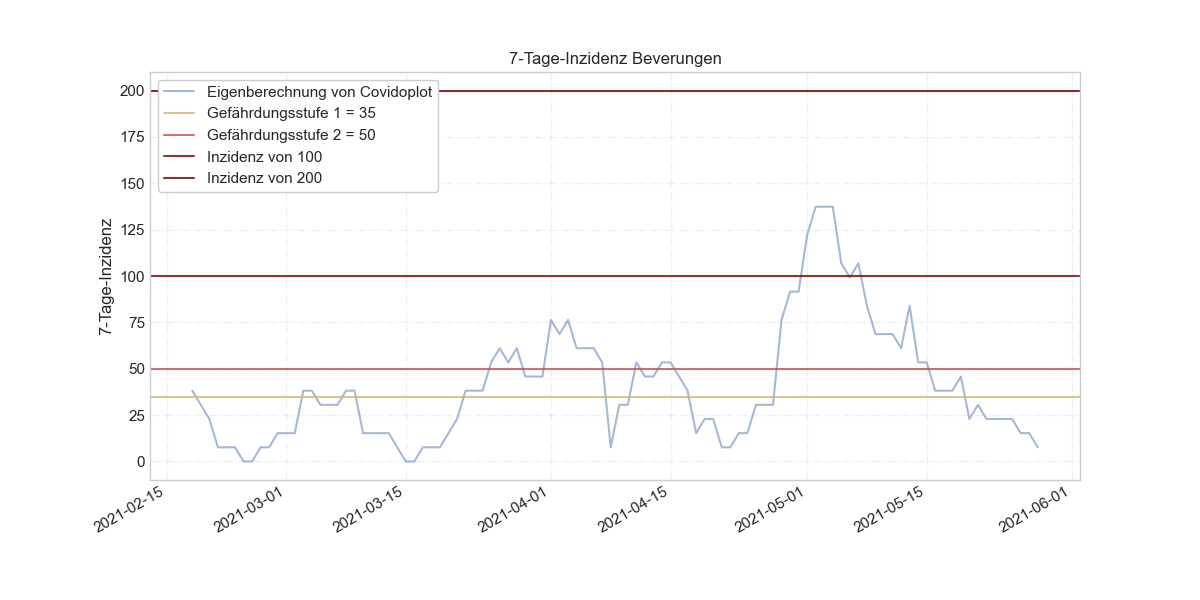 7-Tage-Inzidenz Beverungen
Eigenberechnung von Covidoplot
Gefährdungsstufe 1 = 35
Gefährdungsstufe 2 = 50
Inzidenz von 100
Inzidenz von 200
7-Tage-Inzidenz
200
175
150
125
100
75
50
25
0
2021-02-15
2021-03-01
2021-03-15
2021-04-01
2021-04-15
2021-05-01
2021-05-15
2021-06-01